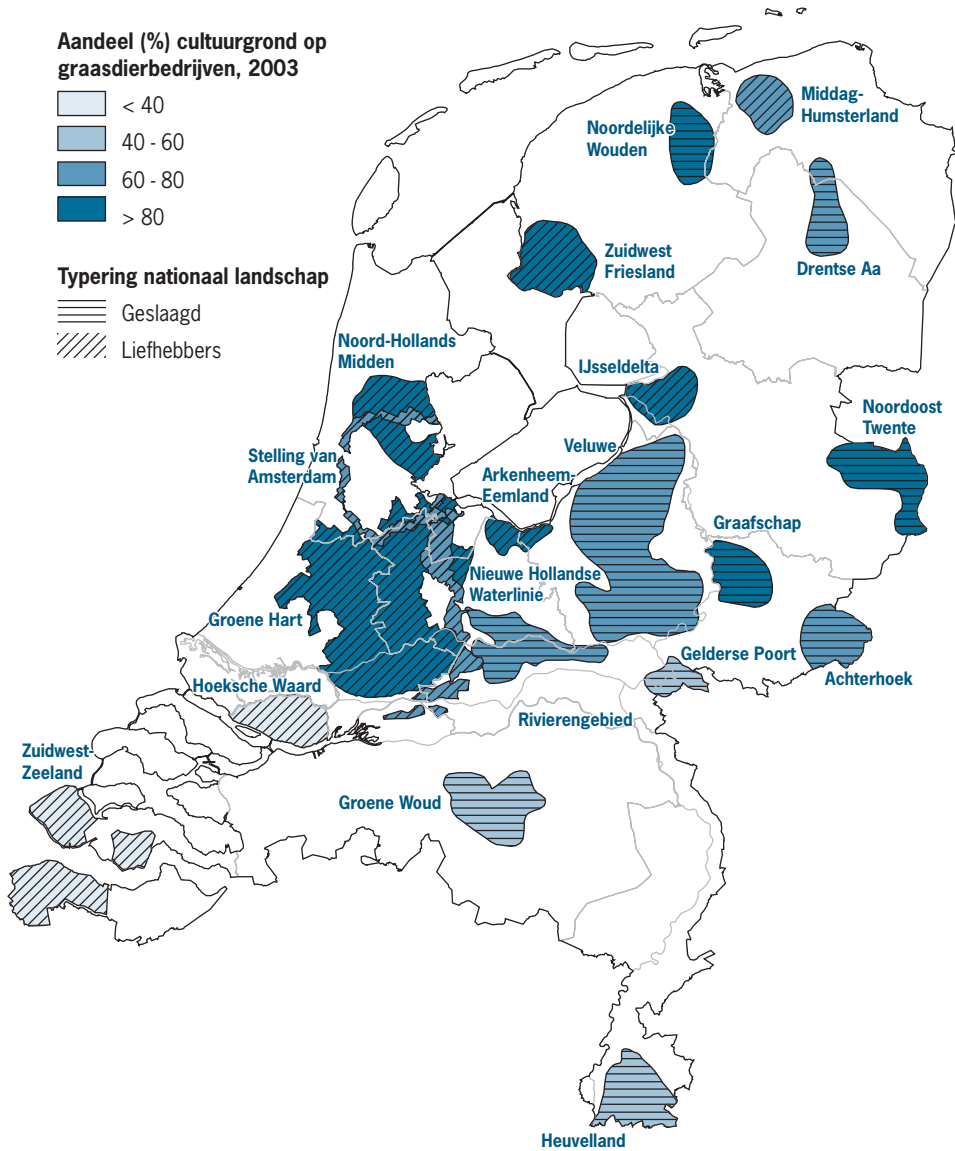 Aandeel (%) cultuurgrond op
graasdierbedrijven, 2003
< 40
40 - 60
60 - 80
> 80
Typering nationaal landschap
Geslaagd
Liefhebbers
Middag-
Humsterland
Noordelijke
Wouden
Zuidwest
Friesland
Drentse Aa
Noord-Hollands
Midden
IJsseldelta
Noordoost
Twente
Stelling van
Amsterdam
Veluwe
Arkenheem-
Eemland
Graafschap
Nieuwe Hollandse
Waterlinie
Groene Hart
Gelderse Poort
Achterhoek
Hoeksche Waard
Rivierengebied
Zuidwest-
Zeeland
Groene Woud
Heuvelland